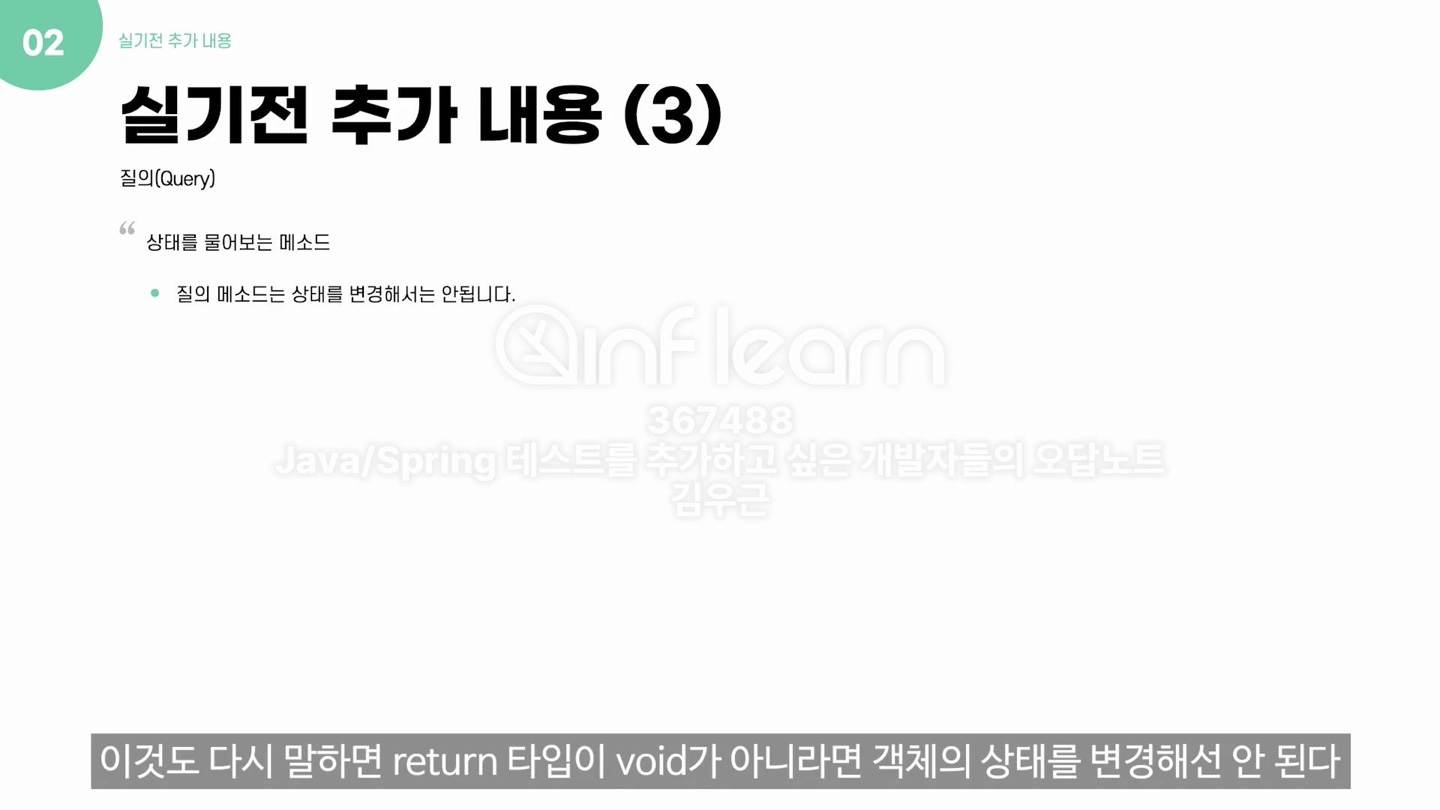 02
실기전 추가 내용
실기전 추가 내용 (3)
질의(Query)
“ 상태를 물어보는 메소드
• 질의 메소드는 상태를 변경해서는 안됩니다.
inflearn
367488
Java/Spring 테스트를 추가하고 싶은 개발자들의 오답노트
김우근
이것도 다시 말하면 return 타입이 void가 아니라면 객체의 상태를 변경해선 안 된다